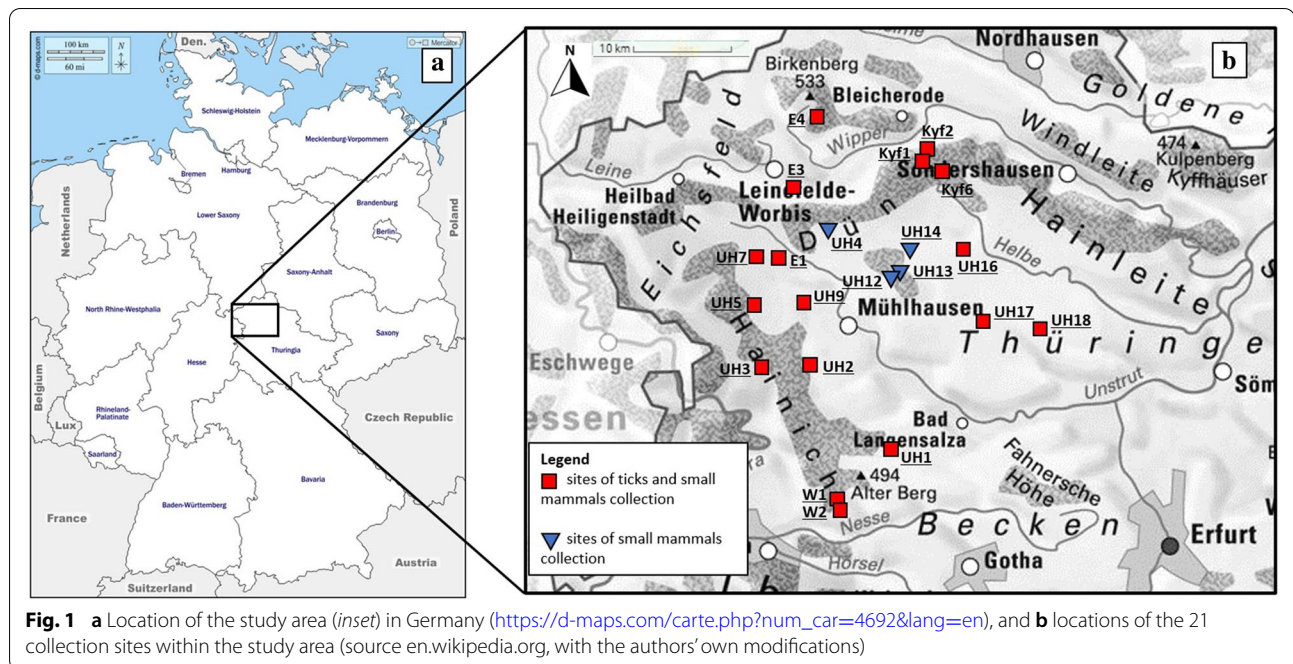 100 km
60 mi
N
© d-maps.com
Mercator
a
Den.
Schleswig-Holstein
Mecklenburg-Vorpommern
Hamburg
Bremen
Lower Saxony
Brandenburg
Berlin
Netherlands
Poland
Saxony-Anhalt
North Rhine-Westphalia
Saxony
Hesse
Thuringia
Belgium
Rhineland-
Palatinate
Lux
Saarland
Czech Republic
Bavaria
Baden-Württemberg
France
Austria
Switzerland
N
10 km
b
Nordhausen
Birkenberg
533
Bleicherode
Goldene
E4
Wipper
Kyf2
Windleite
474
Kulpenberg
Kyffhäuser
Leine
Kyf1
E3
Sondershausen
Kyf6
Heilbad
Heiligenstadt
Leinefelde-
Worbis
Eichsfeld
Dün
Hainleite
UH4
UH14
UH16
Helbe
UH7
E1
UH13
UH12
UH5
UH9
Mühlhausen
UH17
UH18
Thüringe
Eschwege
UH3
UH2
Hainich
Unstrut
Söm
essen
Bad
Langensalza
UH1
Fahnersche
Höhe
494
Alter Berg
W1
W2
Nesse
Becken
Erfurt
Hörsel
Gotha
Legend
sites of ticks and small
mammals collection
sites of small mammals
collection
Fig. 1 a Location of the study area (inset) in Germany (https://d-maps.com/carte.php?num_car=4692&lang=en), and b locations of the 21
collection sites within the study area (source en.wikipedia.org, with the authors' own modifications)